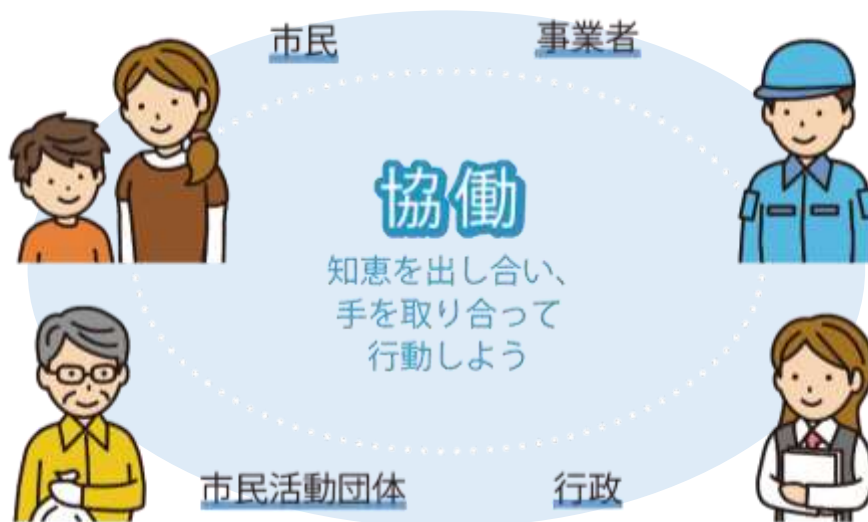 市民
事業者
協働
知恵を出し合い、
手を取り合って
行動しよう
市民活動団体
行政